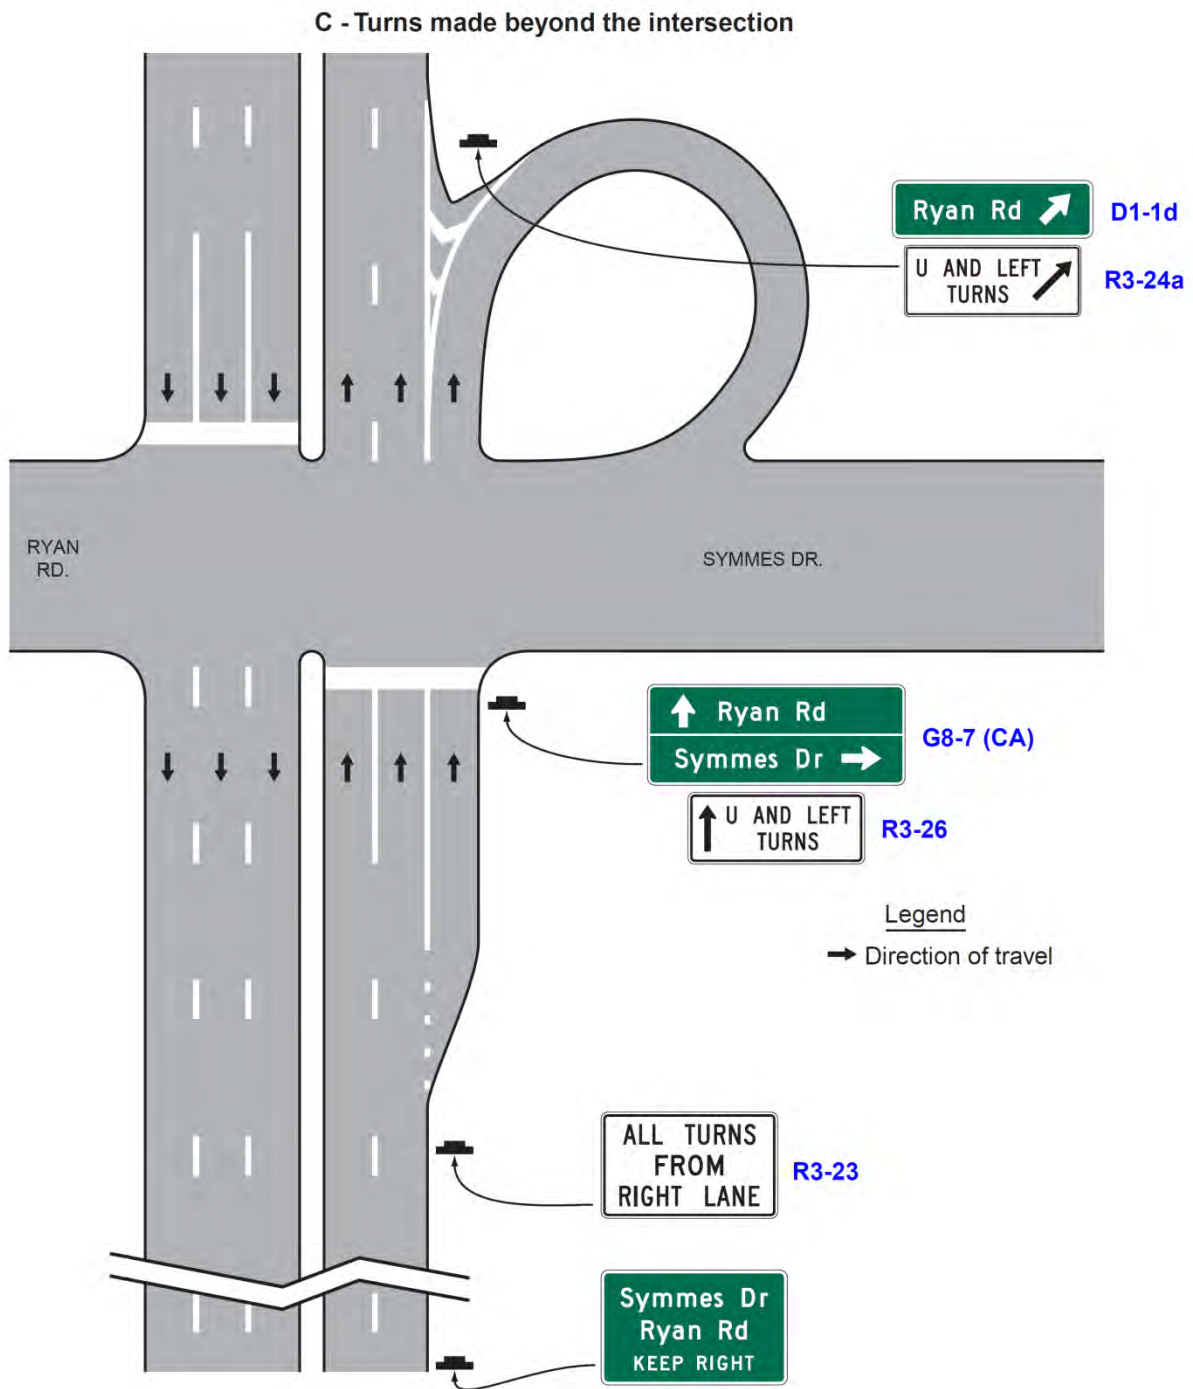 C - Turns made beyond the intersection
Ryan Rd
D1-1d
U AND LEFT
TURNS
R3-24a
RYAN
RD.
SYMMES DR.
Ryan Rd
Symmes Dr
G8-7 (CA)
U AND LEFT
TURNS
R3-26
Legend
Direction of travel
ALL TURNS
FROM
RIGHT LANE
R3-23
Symmes Dr
Ryan Rd
KEEP RIGHT